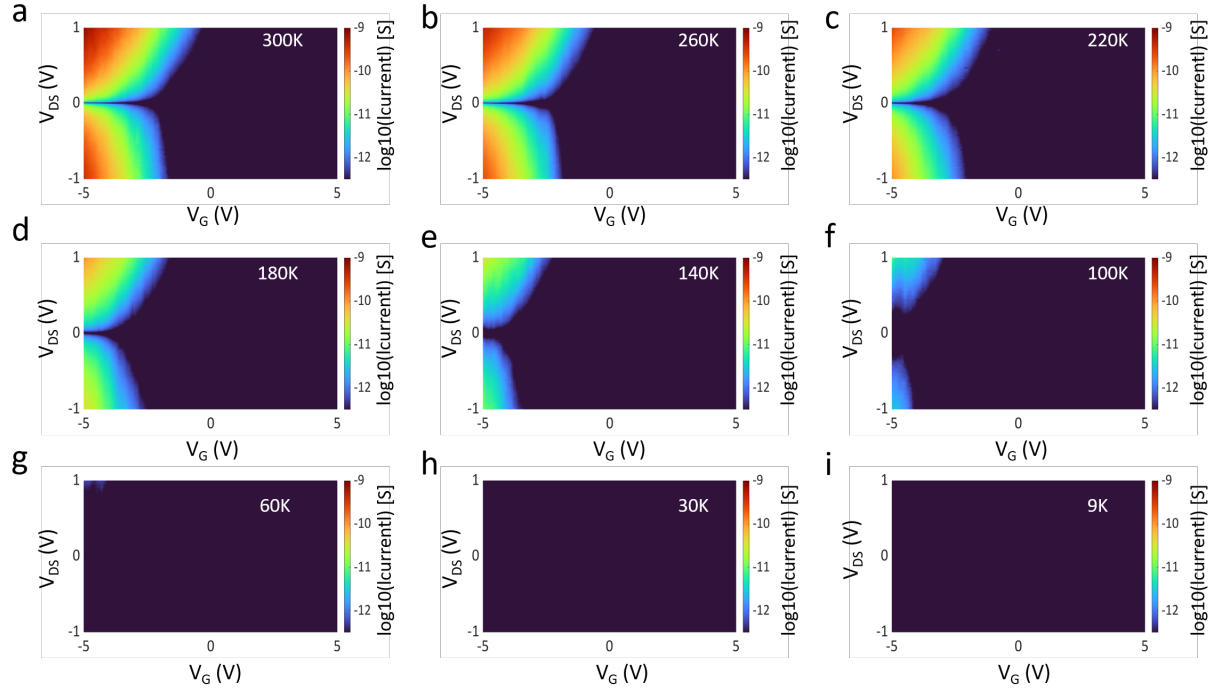 a
300K
1
0
-1
-5
0
5
V_DS (V)
V_G (V)
-9
-10
-11
-12
log10(|current|) [S]
b
260K
1
0
-1
-5
0
5
V_DS (V)
V_G (V)
-9
-10
-11
-12
log10(|current|) [S]
c
220K
1
0
-1
-5
0
5
V_DS (V)
V_G (V)
-9
-10
-11
-12
log10(|current|) [S]
d
180K
1
0
-1
-5
0
5
V_DS (V)
V_G (V)
-9
-10
-11
-12
log10(|current|) [S]
e
140K
1
0
-1
-5
0
5
V_DS (V)
V_G (V)
-9
-10
-11
-12
log10(|current|) [S]
f
100K
1
0
-1
-5
0
5
V_DS (V)
V_G (V)
-9
-10
-11
-12
log10(|current|) [S]
g
60K
1
0
-1
-5
0
5
V_DS (V)
V_G (V)
-9
-10
-11
-12
log10(|current|) [S]
h
30K
1
0
-1
-5
0
5
V_DS (V)
V_G (V)
-9
-10
-11
-12
log10(|current|) [S]
i
9K
1
0
-1
-5
0
5
V_DS (V)
V_G (V)
-9
-10
-11
-12
log10(|current|) [S]